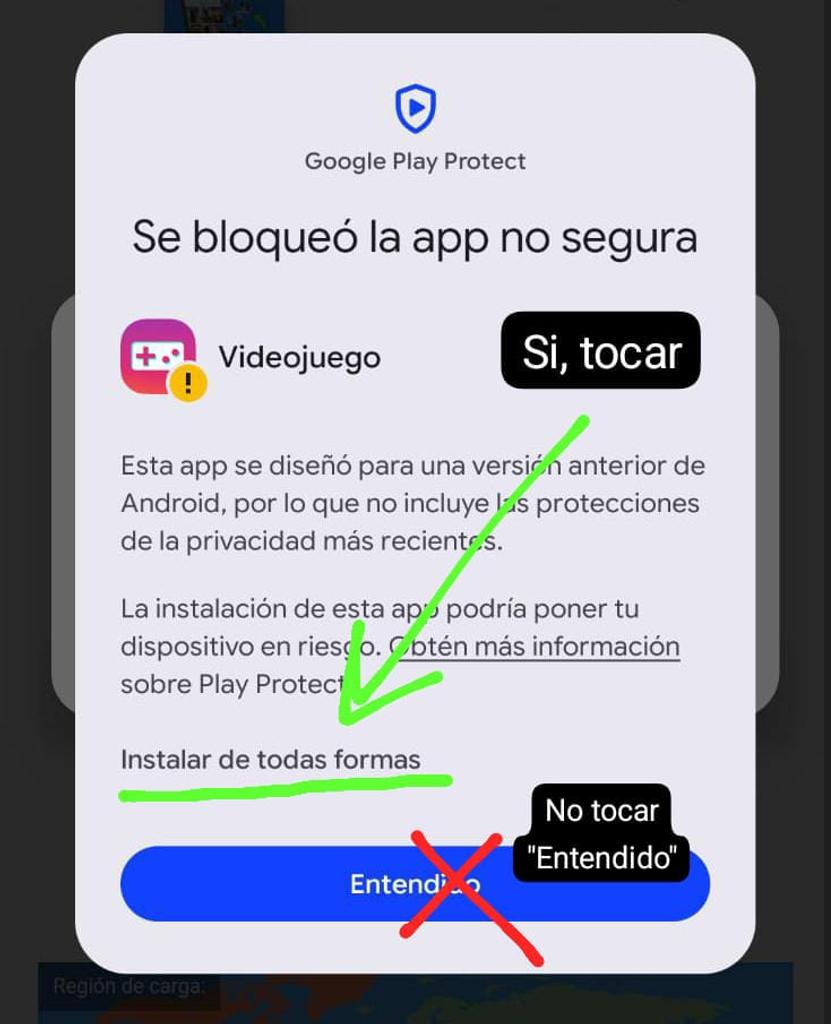 Google Play Protect
Se bloqueó la app no segura
Videojuego
Si, tocar
Esta app se diseñó para una versión anterior de
Android, por lo que no incluye las protecciones
de la privacidad más recientes.
La instalación de esta app podría poner tu
dispositivo en riesgo. Obtén más información
sobre Play Protect
Instalar de todas formas
No tocar
"Entendido"
Entendido
Región de carga: